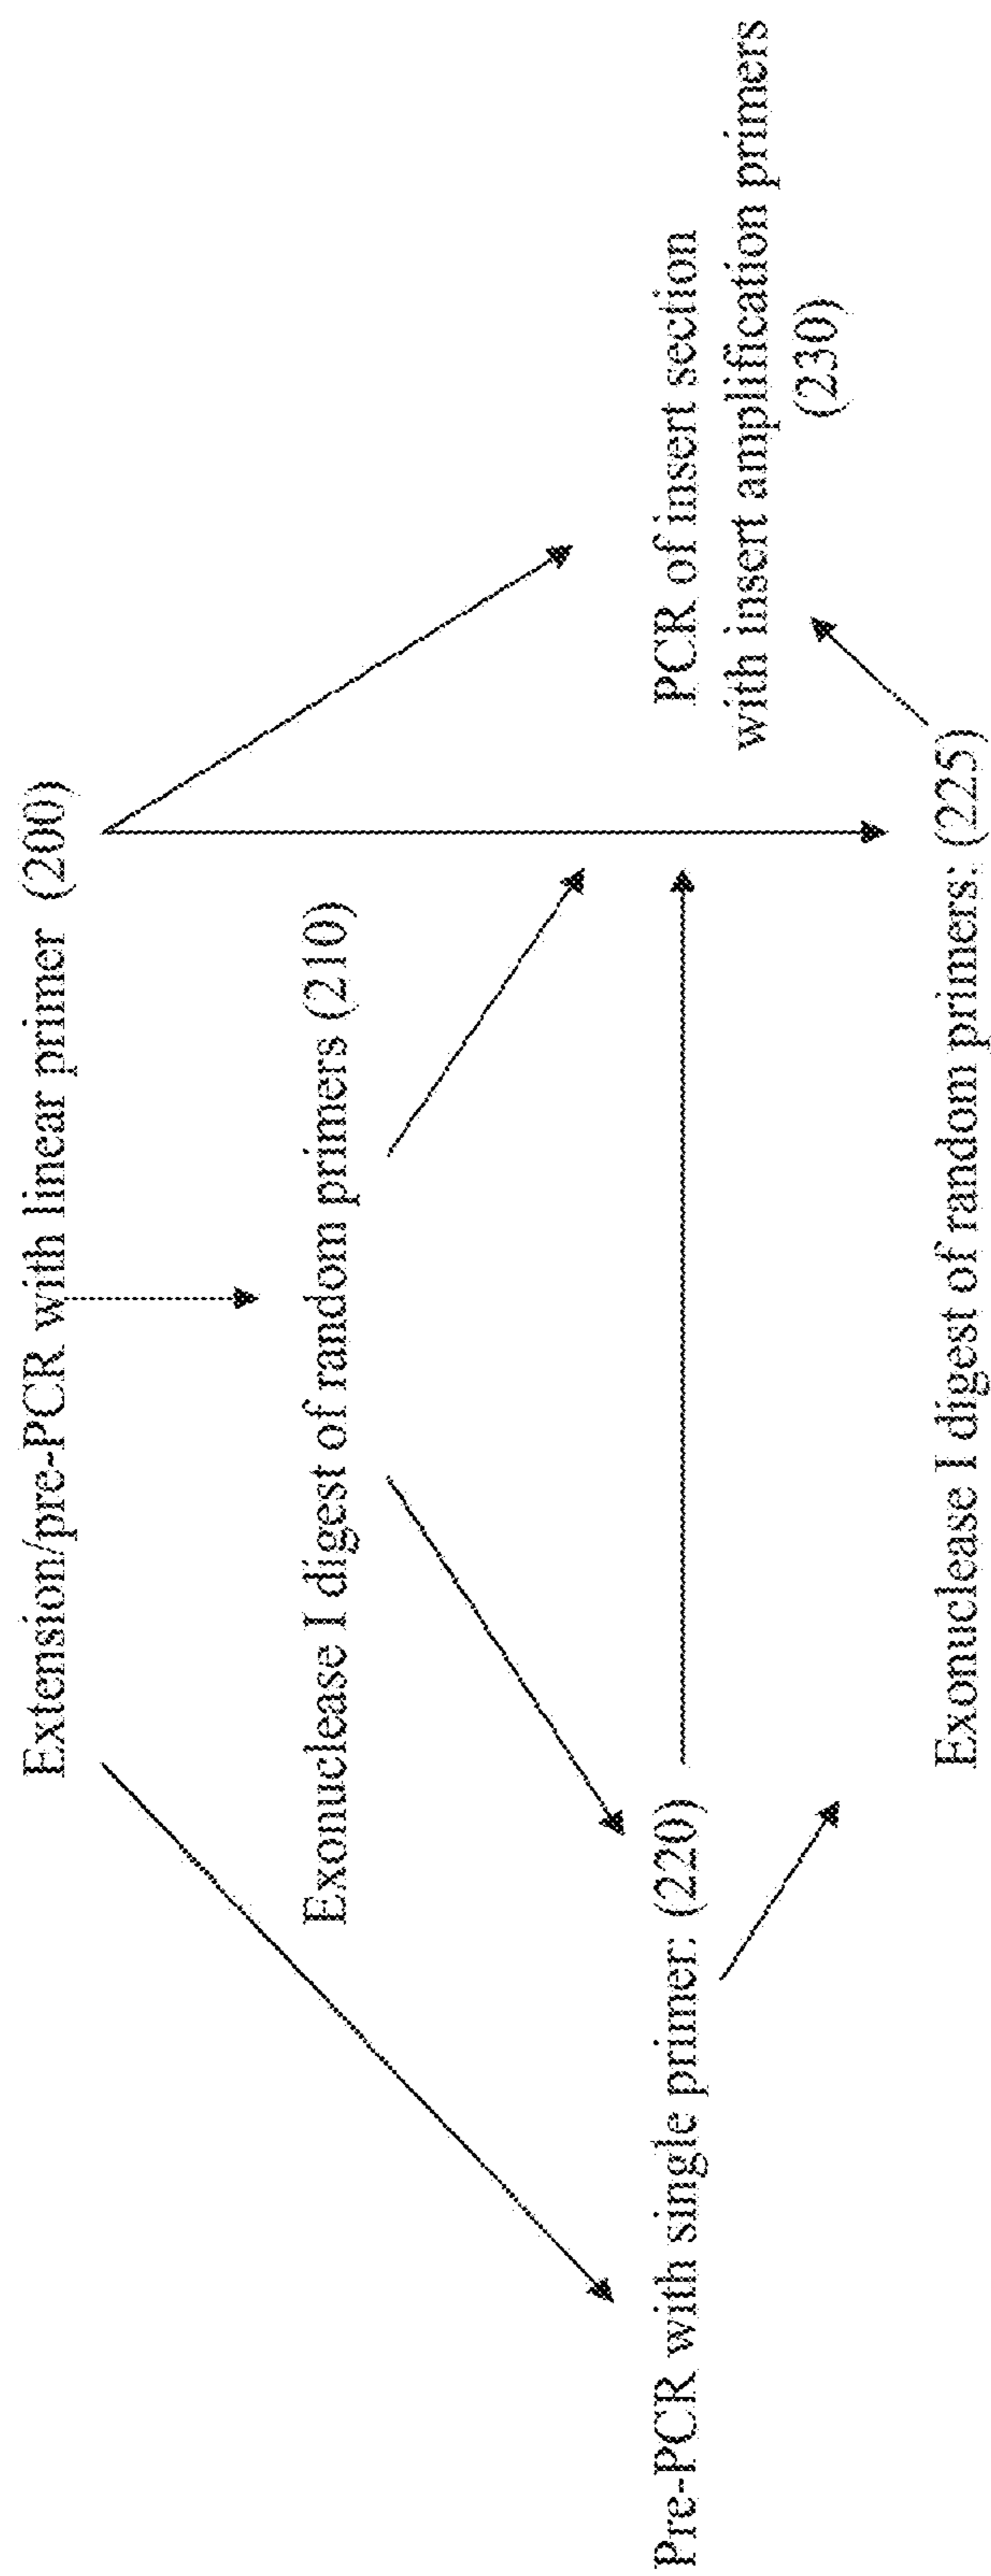 Extension/pre-PCR with linear primer (200)
Exonuclease I digest of random primers (210)
Pre-PCR with single primer: (220)
PCR of insert section
with insert amplification primers
(230)
Exonuclease I digest of random primers: (225)